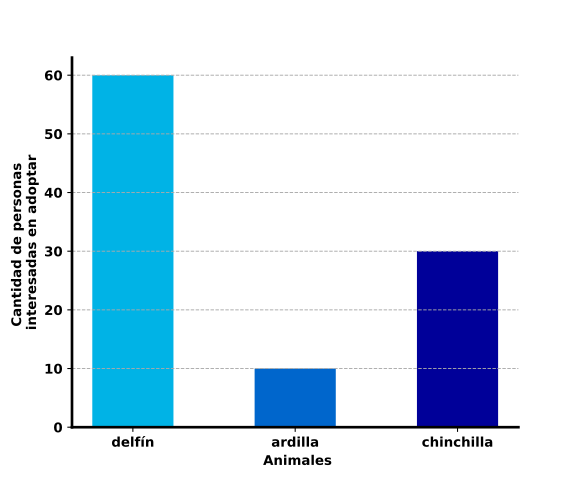 Cantidad de personas
interesadas en adoptar
60
50
40
30
20
10
0
delfín
ardilla
chinchilla
Animales